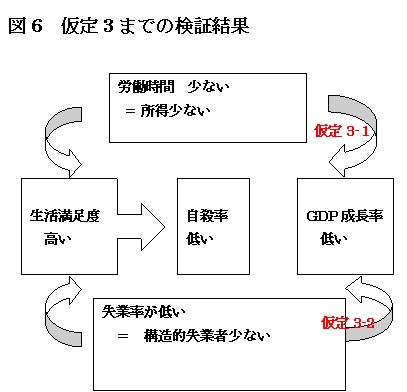 図６　仮定３までの検証結果
労働時間　少ない
＝所得少ない
仮定3-1
生活満足度
高い
自殺率
低い
GDP成長率
低い
失業率が低い
＝　構造的失業者少ない
仮定3-2